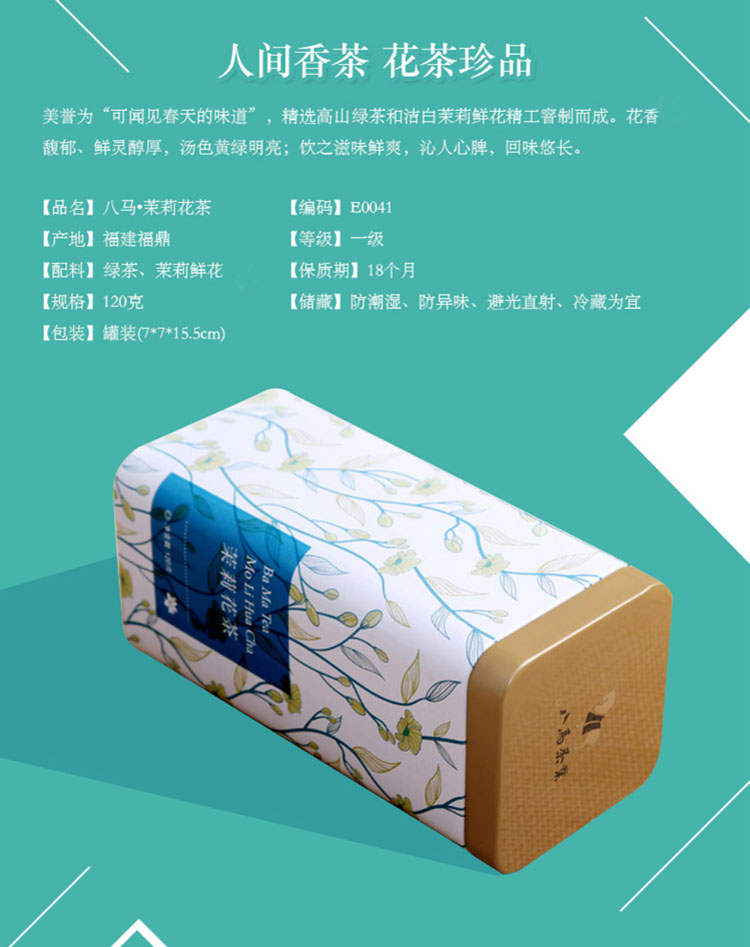 人间香茶 花茶珍品
美誉为“可闻见春天的味道”，精选高山绿茶和洁白茉莉鲜花精工窨制而成。花香
馥郁、鲜灵醇厚，汤色黄绿明亮；饮之滋味鲜爽，沁人心脾，回味悠长。
【品名】八马•茉莉花茶
【编码】E0041
【产地】福建福鼎
【等级】一级
【配料】绿茶、茉莉鲜花
【保质期】18个月
【规格】120克
【储藏】防潮湿、防异味、避光直射、冷藏为宜
【包装】罐装(7*7*15.5cm)
Ba Ma Tea
Mo Li Hua Cha
茉莉花茶
八马茶业